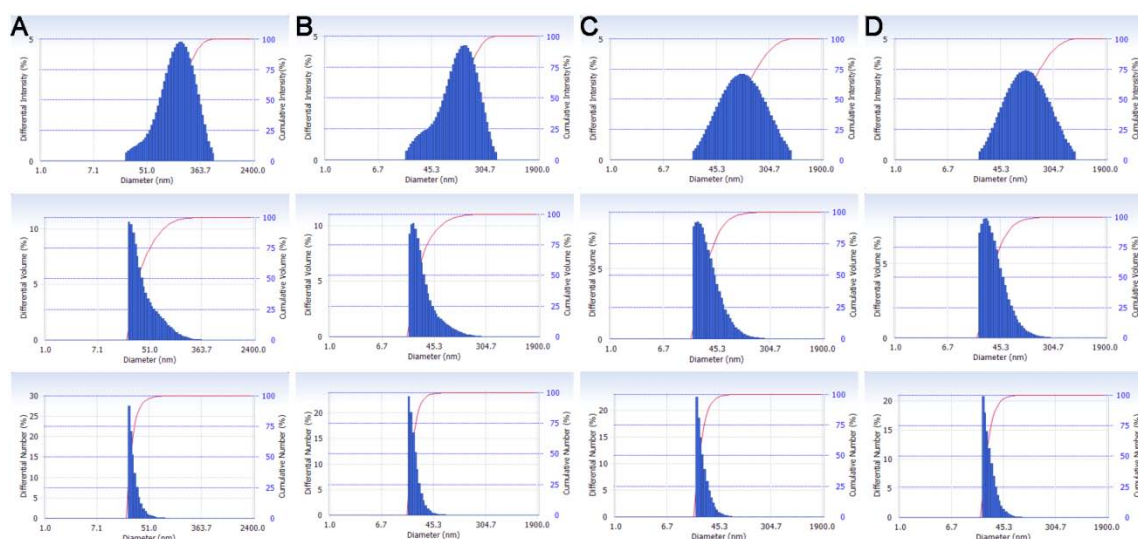 A
Differential Intensity (%)
5
0
Cumulative Intensity(%)
100
75
50
25
0
1.0 7.1 51.0 363.7 2400.0
Diameter (nm)
B
Differential Intensity (%)
5
0
Cumulative Intensity(%)
100
75
50
25
0
1.0 6.7 45.3 304.7 1900.0
Diameter (nm)
C
Differential Intensity (%)
5
0
Cumulative Intensity(%)
100
75
50
25
0
1.0 6.7 45.3 304.7 1900.0
Diameter (nm)
D
Differential Intensity (%)
5
0
Cumulative Intensity(%)
100
75
50
25
0
1.0 6.7 45.3 304.7 1900.0
Diameter (nm)
Differential Volume (%)
10
5
0
Cumulative Volume (%)
100
75
50
25
0
1.0 7.1 51.0 363.7 2400.0
Diameter (nm)
Differential Volume (%)
10
5
0
Cumulative Volume (%)
100
75
50
25
0
1.0 6.7 45.3 304.7 1900.0
Diameter (nm)
Differential Volume (%)
5
0
Cumulative Volume (%)
100
75
50
25
0
1.0 6.7 45.3 304.7 1900.0
Diameter (nm)
Differential Volume (%)
5
0
Cumulative Volume (%)
100
75
50
25
0
1.0 6.7 45.3 304.7 1900.0
Diameter (nm)
Differential Number (%)
30
25
20
15
10
5
0
Cumulative Number (%)
100
75
50
25
0
1.0 7.1 51.0 363.7 2400.0
Diameter (nm)
Differential Number (%)
20
15
10
5
0
Cumulative Number (%)
100
75
50
25
0
1.0 6.7 45.3 304.7 1900.0
Diameter (nm)
Differential Number (%)
20
15
10
5
0
Cumulative Number (%)
100
75
50
25
0
1.0 6.7 45.3 304.7 1900.0
Diameter (nm)
Differential Number (%)
20
15
10
5
0
Cumulative Number (%)
100
75
50
25
0
1.0 6.7 45.3 304.7 1900.0
Diameter (nm)